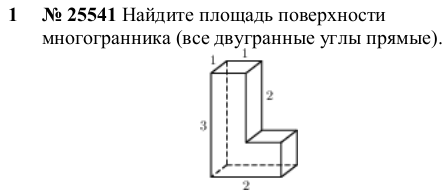 1 № 25541 Найдите площадь поверхности
многогранника (все двугранные углы прямые).
1 1
2
3
2